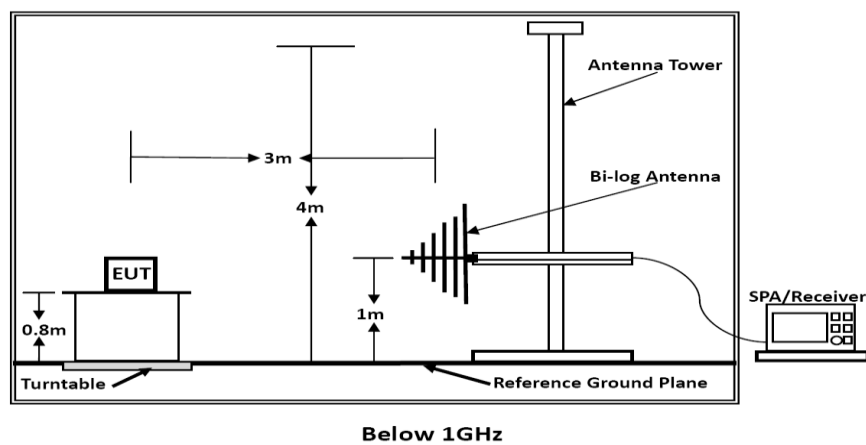 Antenna Tower
3m
Bi-log Antenna
4m
EUT
SPA/Receiver
0.8m
1m
Turntable
Reference Ground Plane
Below 1GHz